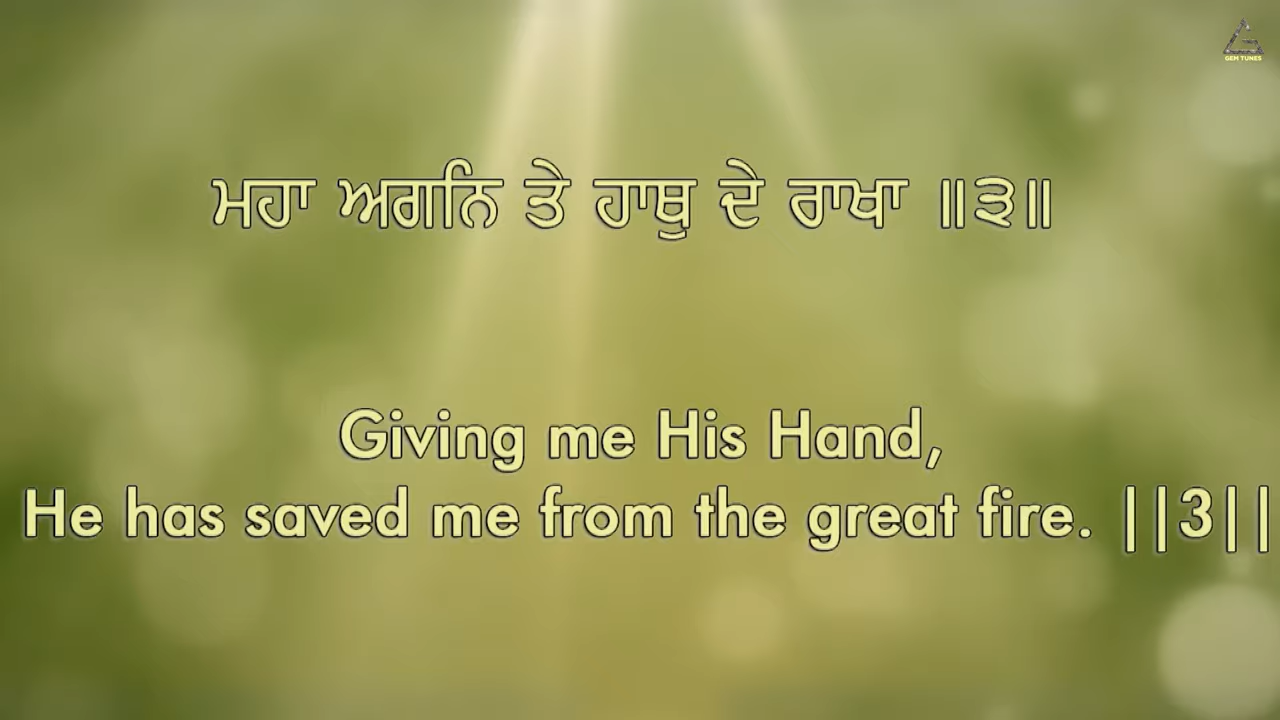 GEM TUNES
ਮਹਾ ਅਗਨਿ ਤੇ ਹਾਥੁ ਦੇ ਰਾਖਾ ॥੩॥
Giving me His Hand,
He has saved me from the great fire. ||3||